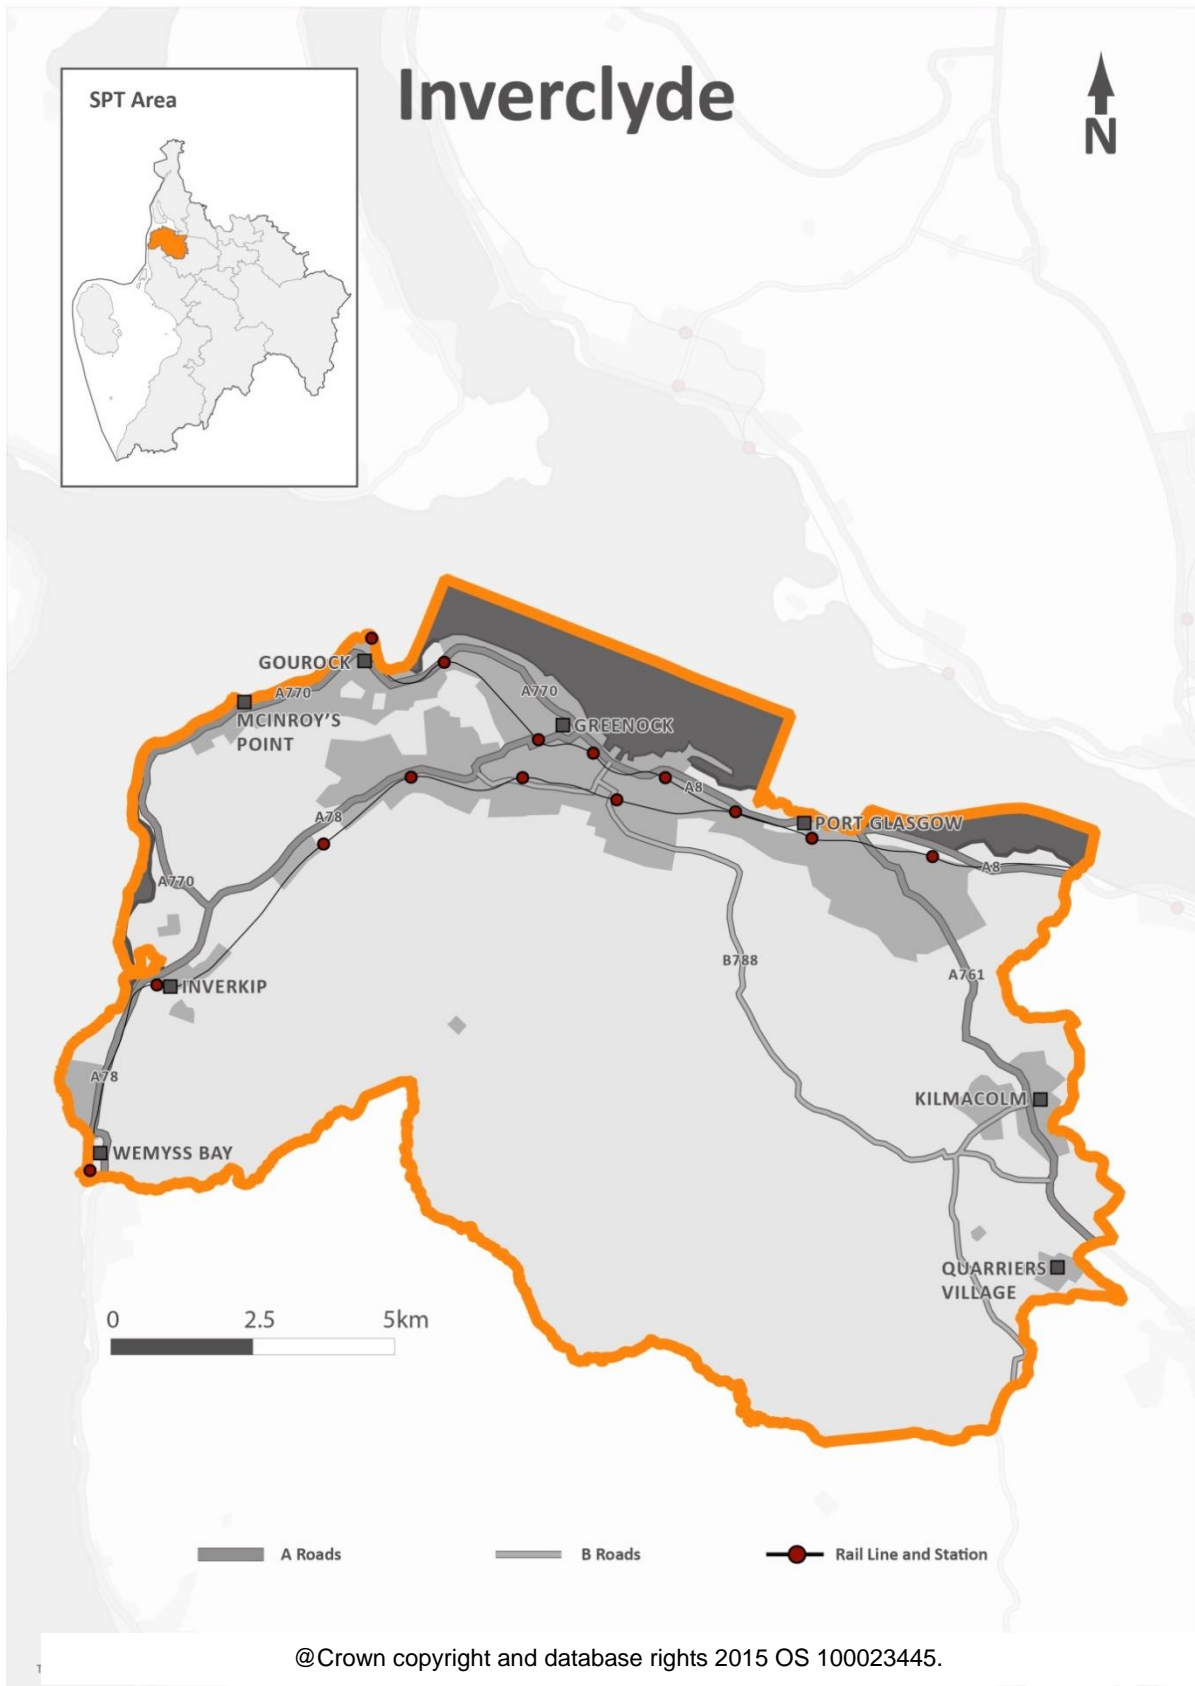 Inverclyde
SPT Area
N
GOUROCK
A770
MCINROY'S
POINT
A770
GREENOCK
A8
A78
PORT GLASGOW
A8
A770
B788
A761
INVERKIP
A78
KILMACOLM
WEMYSS BAY
QUARRIERS
VILLAGE
0 2.5 5km
A Roads
B Roads
Rail Line and Station
@Crown copyright and database rights 2015 OS 100023445.
T